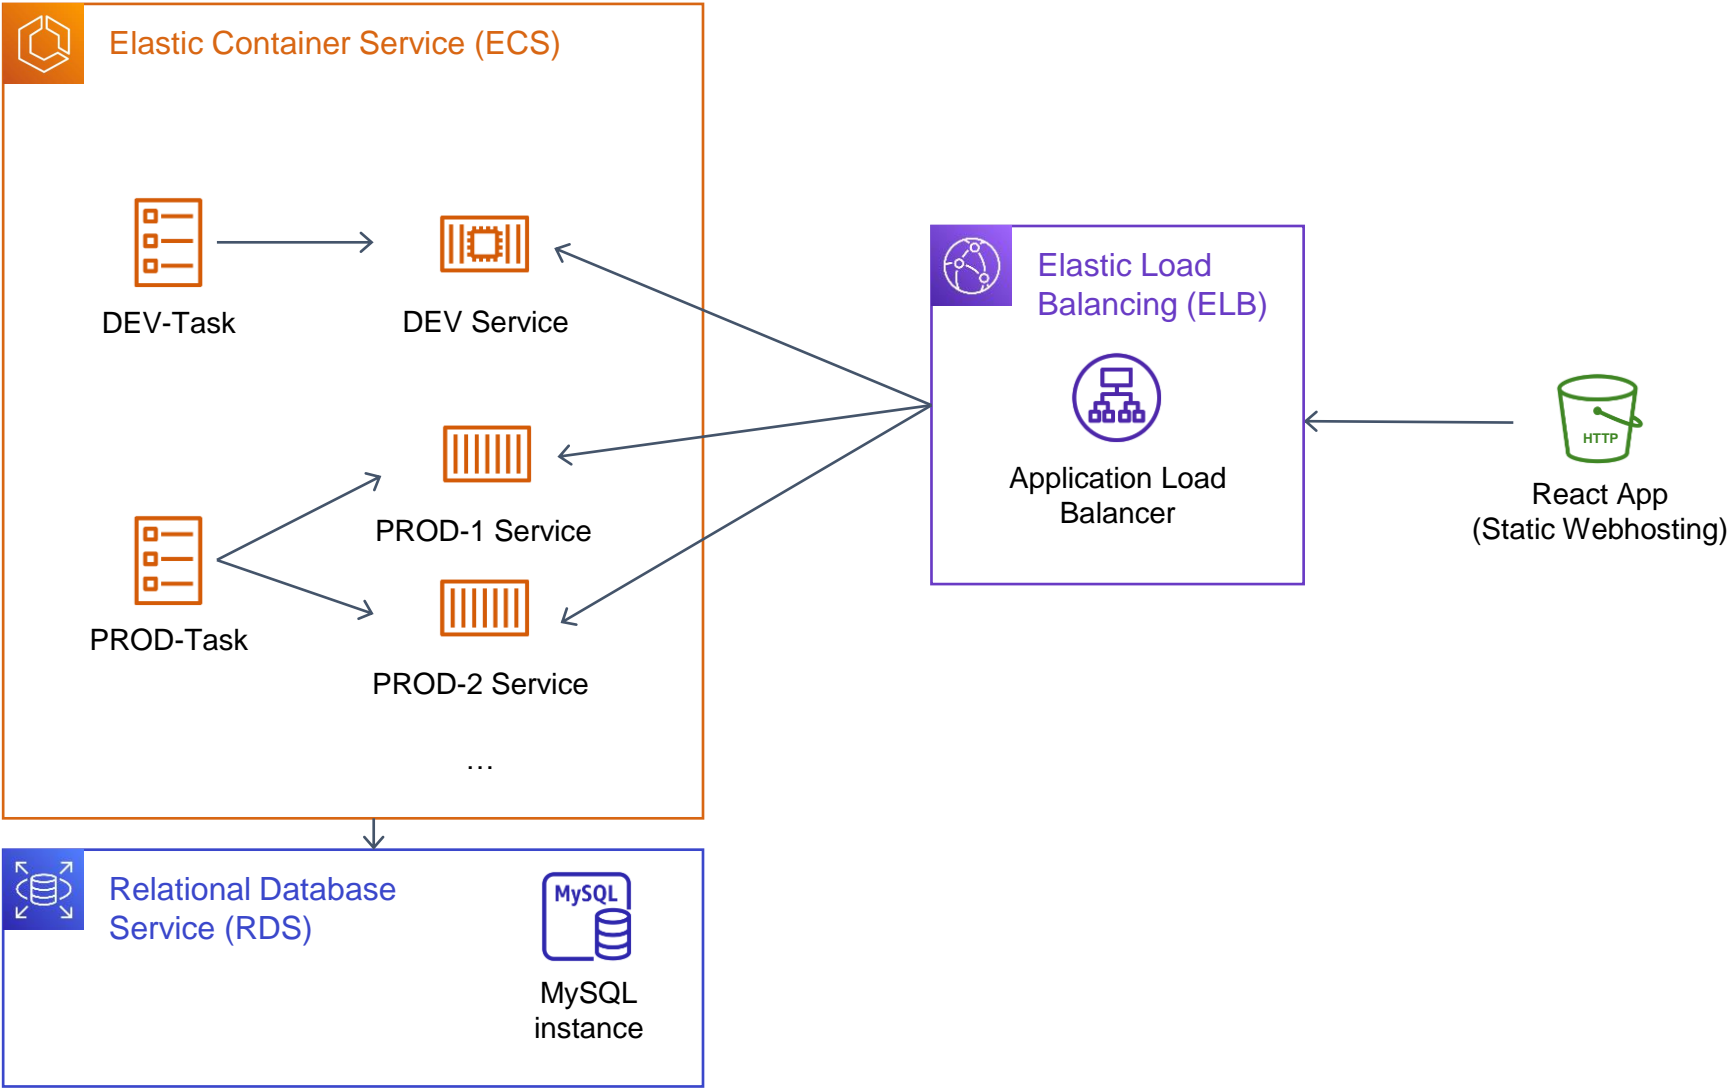 Elastic Container Service (ECS)
DEV-Task
DEV Service
PROD-1 Service
PROD-Task
PROD-2 Service
…
Elastic Load
Balancing (ELB)
Application Load
Balancer
HTTP
React App
(Static Webhosting)
Relational Database
Service (RDS)
MySQL
MySQL
instance